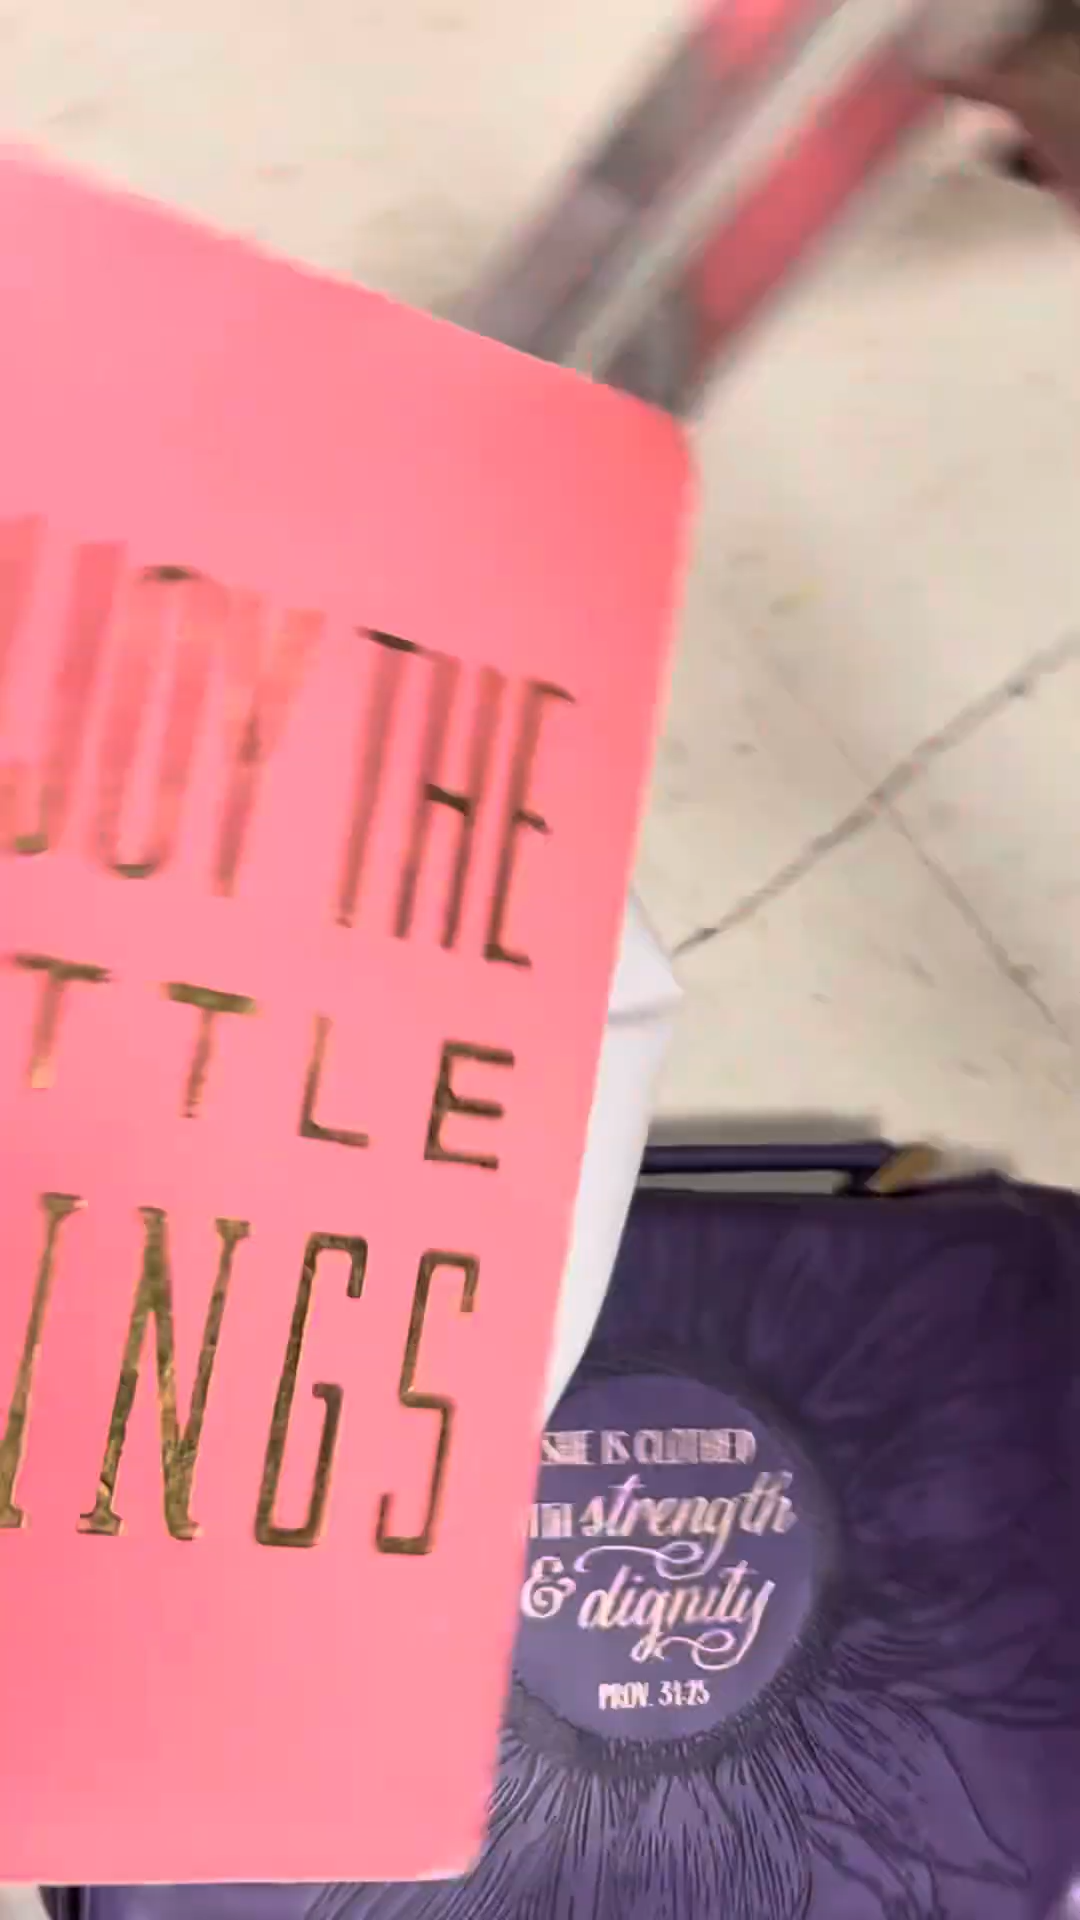 JOY THE
TTLE
INGS
SHE IS CLOTHED
strength
& dignity
PROV. 31:25